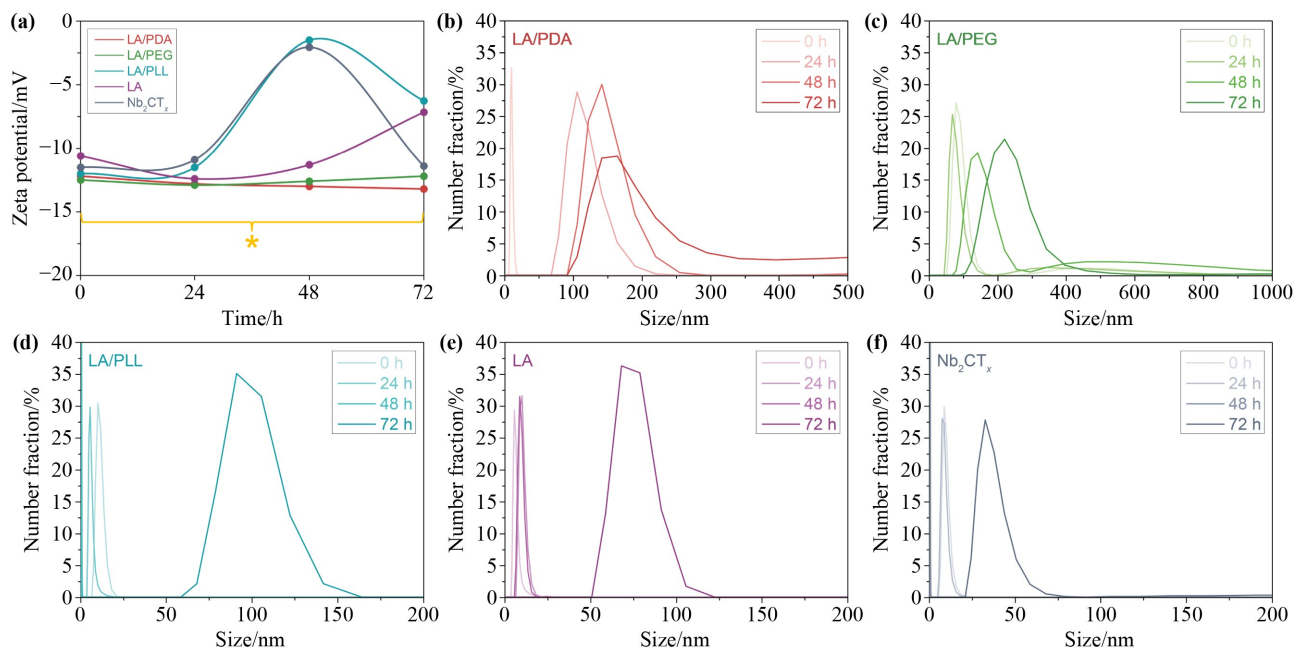 (a)
0
−5
−10
−15
−20
Zeta potential/mV
LA/PDA
LA/PEG
LA/PLL
LA
Nb₂CTₓ
*
0 24 48 72
Time/h
(b)
40
35
30
25
20
15
10
5
0
Number fraction/%
LA/PDA
0 h
24 h
48 h
72 h
0 100 200 300 400 500
Size/nm
(c)
40
35
30
25
20
15
10
5
0
Number fraction/%
LA/PEG
0 h
24 h
48 h
72 h
0 200 400 600 800 1000
Size/nm
(d)
40
35
30
25
20
15
10
5
0
Number fraction/%
LA/PLL
0 h
24 h
48 h
72 h
0 50 100 150 200
Size/nm
(e)
40
35
30
25
20
15
10
5
0
Number fraction/%
LA
0 h
24 h
48 h
72 h
0 50 100 150 200
Size/nm
(f)
40
35
30
25
20
15
10
5
0
Number fraction/%
Nb₂CTₓ
0 h
24 h
48 h
72 h
0 50 100 150 200
Size/nm